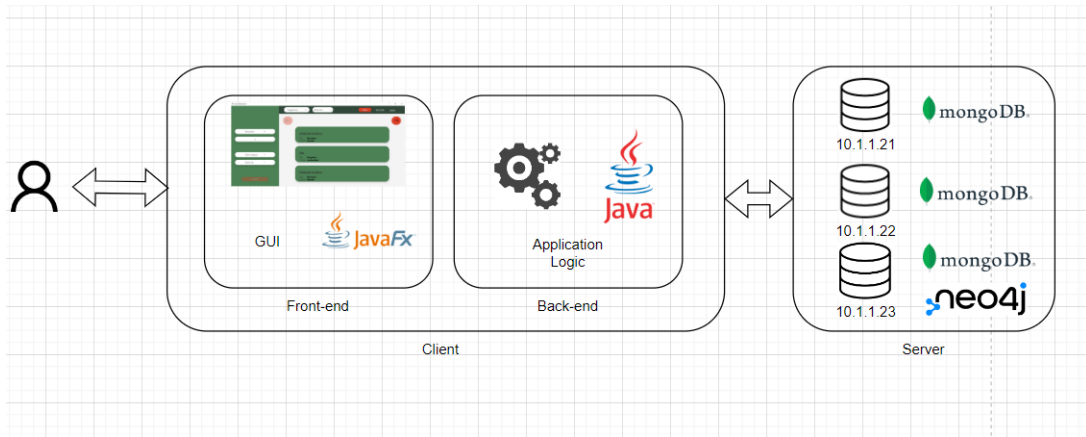 GUI
JavaFx
Front-end
Application
Logic
Java
Back-end
Client
mongoDB.
10.1.1.21
mongoDB.
10.1.1.22
mongoDB.
neo4j
10.1.1.23
Server